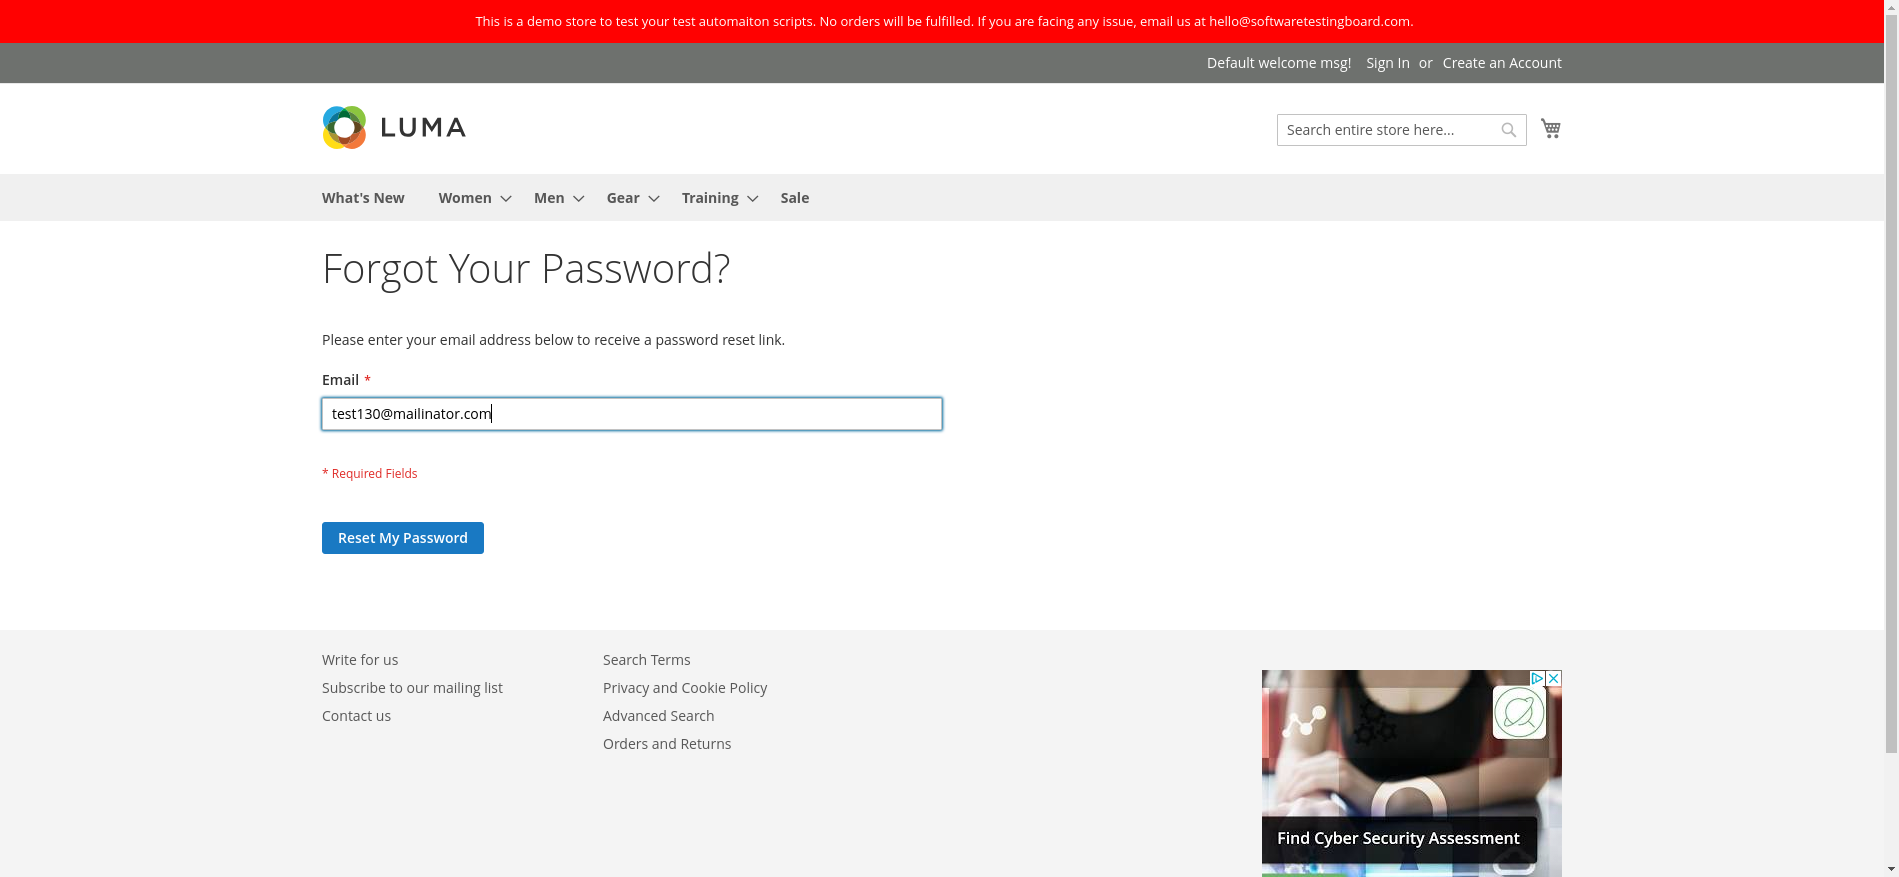 This is a demo store to test your test automaiton scripts. No orders will be fulfilled. If you are facing any issue, email us at hello@softwaretestingboard.com.
Default welcome msg! Sign In or Create an Account
LUMA
Search entire store here...
What's New Women Men Gear Training Sale
Forgot Your Password?
Please enter your email address below to receive a password reset link.
Email *
test130@mailinator.com
* Required Fields
Reset My Password
Write for us
Subscribe to our mailing list
Contact us
Search Terms
Privacy and Cookie Policy
Advanced Search
Orders and Returns
Find Cyber Security Assessment